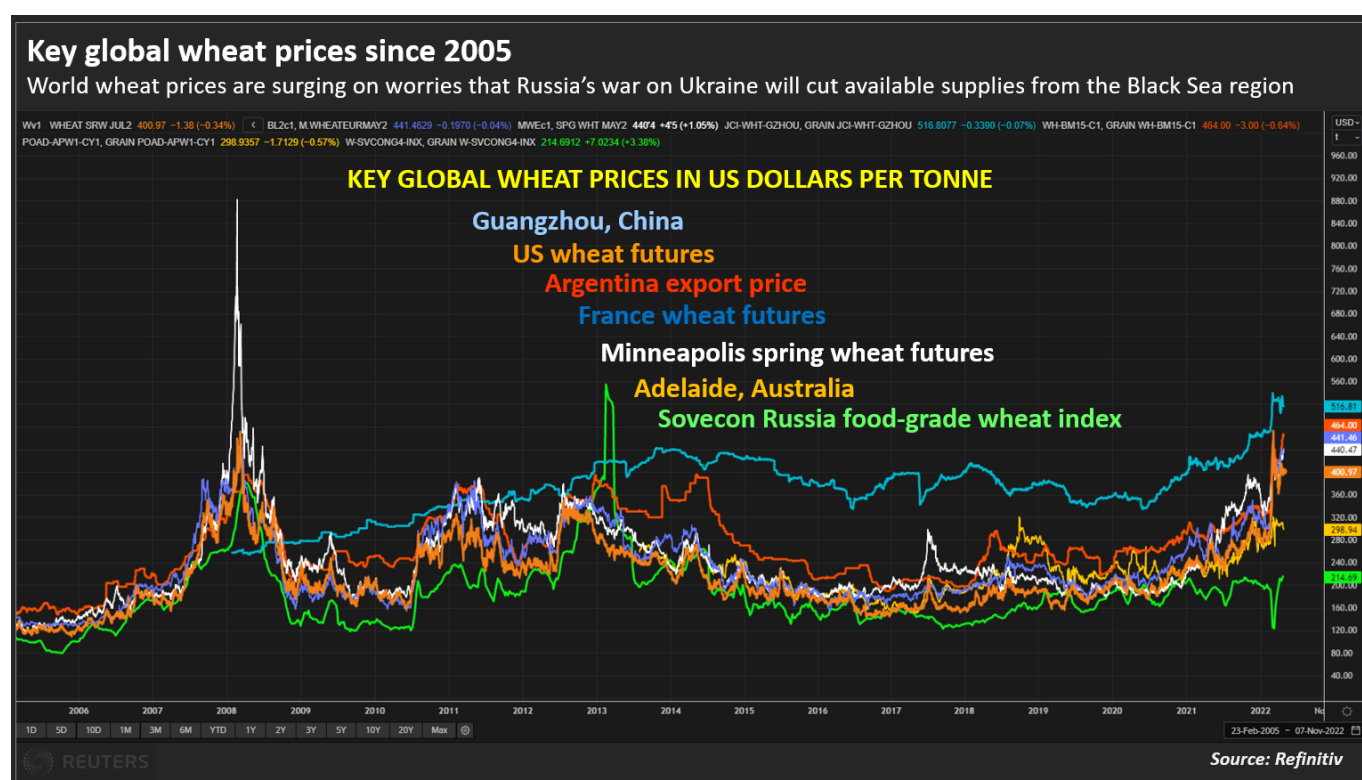 Key global wheat prices since 2005
World wheat prices are surging on worries that Russia's war on Ukraine will cut available supplies from the Black Sea region
Wv1 WHEAT SRW JUL2 400.97 −1.38 (−0.34%) < BL2c1, M.WHEATEURMAY2 441.4629 −0.1970 (−0.04%) MWEc1, SPG WHT MAY2 440'4 +4'5 (+1.05%) JCI-WHT-GZHOU, GRAIN JCI-WHT-GZHOU 516.8077 −0.3390 (−0.07%) WH-BM15-C1, GRAIN WH-BM15-C1 464.00 −3.00 (−0.64%)
POAD-APW1-CY1, GRAIN POAD-APW1-CY1 298.9357 −1.7129 (−0.57%) W-SVCONG4-INX, GRAIN W-SVCONG4-INX 214.6912 +7.0234 (+3.38%)
USD
t
KEY GLOBAL WHEAT PRICES IN US DOLLARS PER TONNE
Guangzhou, China
US wheat futures
Argentina export price
France wheat futures
Minneapolis spring wheat futures
Adelaide, Australia
Sovecon Russia food-grade wheat index
960.00
920.00
880.00
840.00
800.00
760.00
720.00
680.00
640.00
600.00
560.00
516.81
464.00
441.46
440.47
400.97
360.00
320.00
298.94
280.00
240.00
214.69
200.00
160.00
120.00
80.00
40.00
2006 2007 2008 2009 2010 2011 2012 2013 2014 2015 2016 2017 2018 2019 2020 2021 2022
1D 5D 10D 1M 3M 6M YTD 1Y 2Y 3Y 5Y 10Y 20Y Max 23-Feb-2005 − 07-Nov-2022
REUTERS
Source: Refinitiv